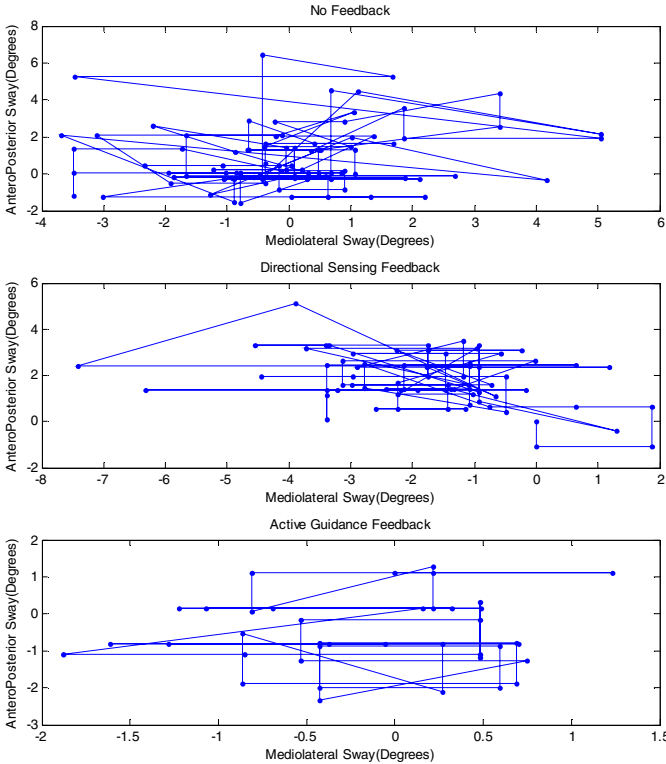 No Feedback
AnteroPosterior Sway(Degrees)
8
6
4
2
0
-2
-4 -3 -2 -1 0 1 2 3 4 5 6
Mediolateral Sway(Degrees)
Directional Sensing Feedback
AnteroPosterior Sway(Degrees)
6
4
2
0
-2
-8 -7 -6 -5 -4 -3 -2 -1 0 1 2
Mediolateral Sway(Degrees)
Active Guidance Feedback
AnteroPosterior Sway(Degrees)
2
1
0
-1
-2
-3
-2 -1.5 -1 -0.5 0 0.5 1 1.5
Mediolateral Sway(Degrees)